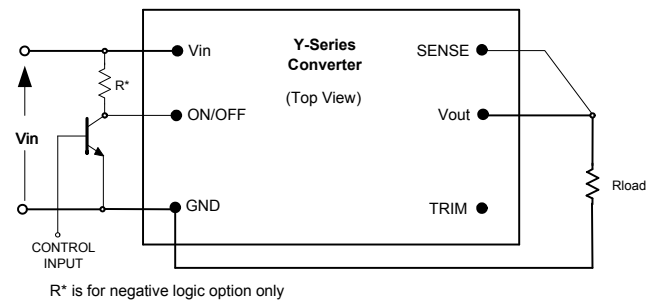 Y-Series
Converter
(Top View)
Vin
SENSE
R*
ON/OFF
Vout
Vin
Rload
GND
TRIM
CONTROL
INPUT
R* is for negative logic option only